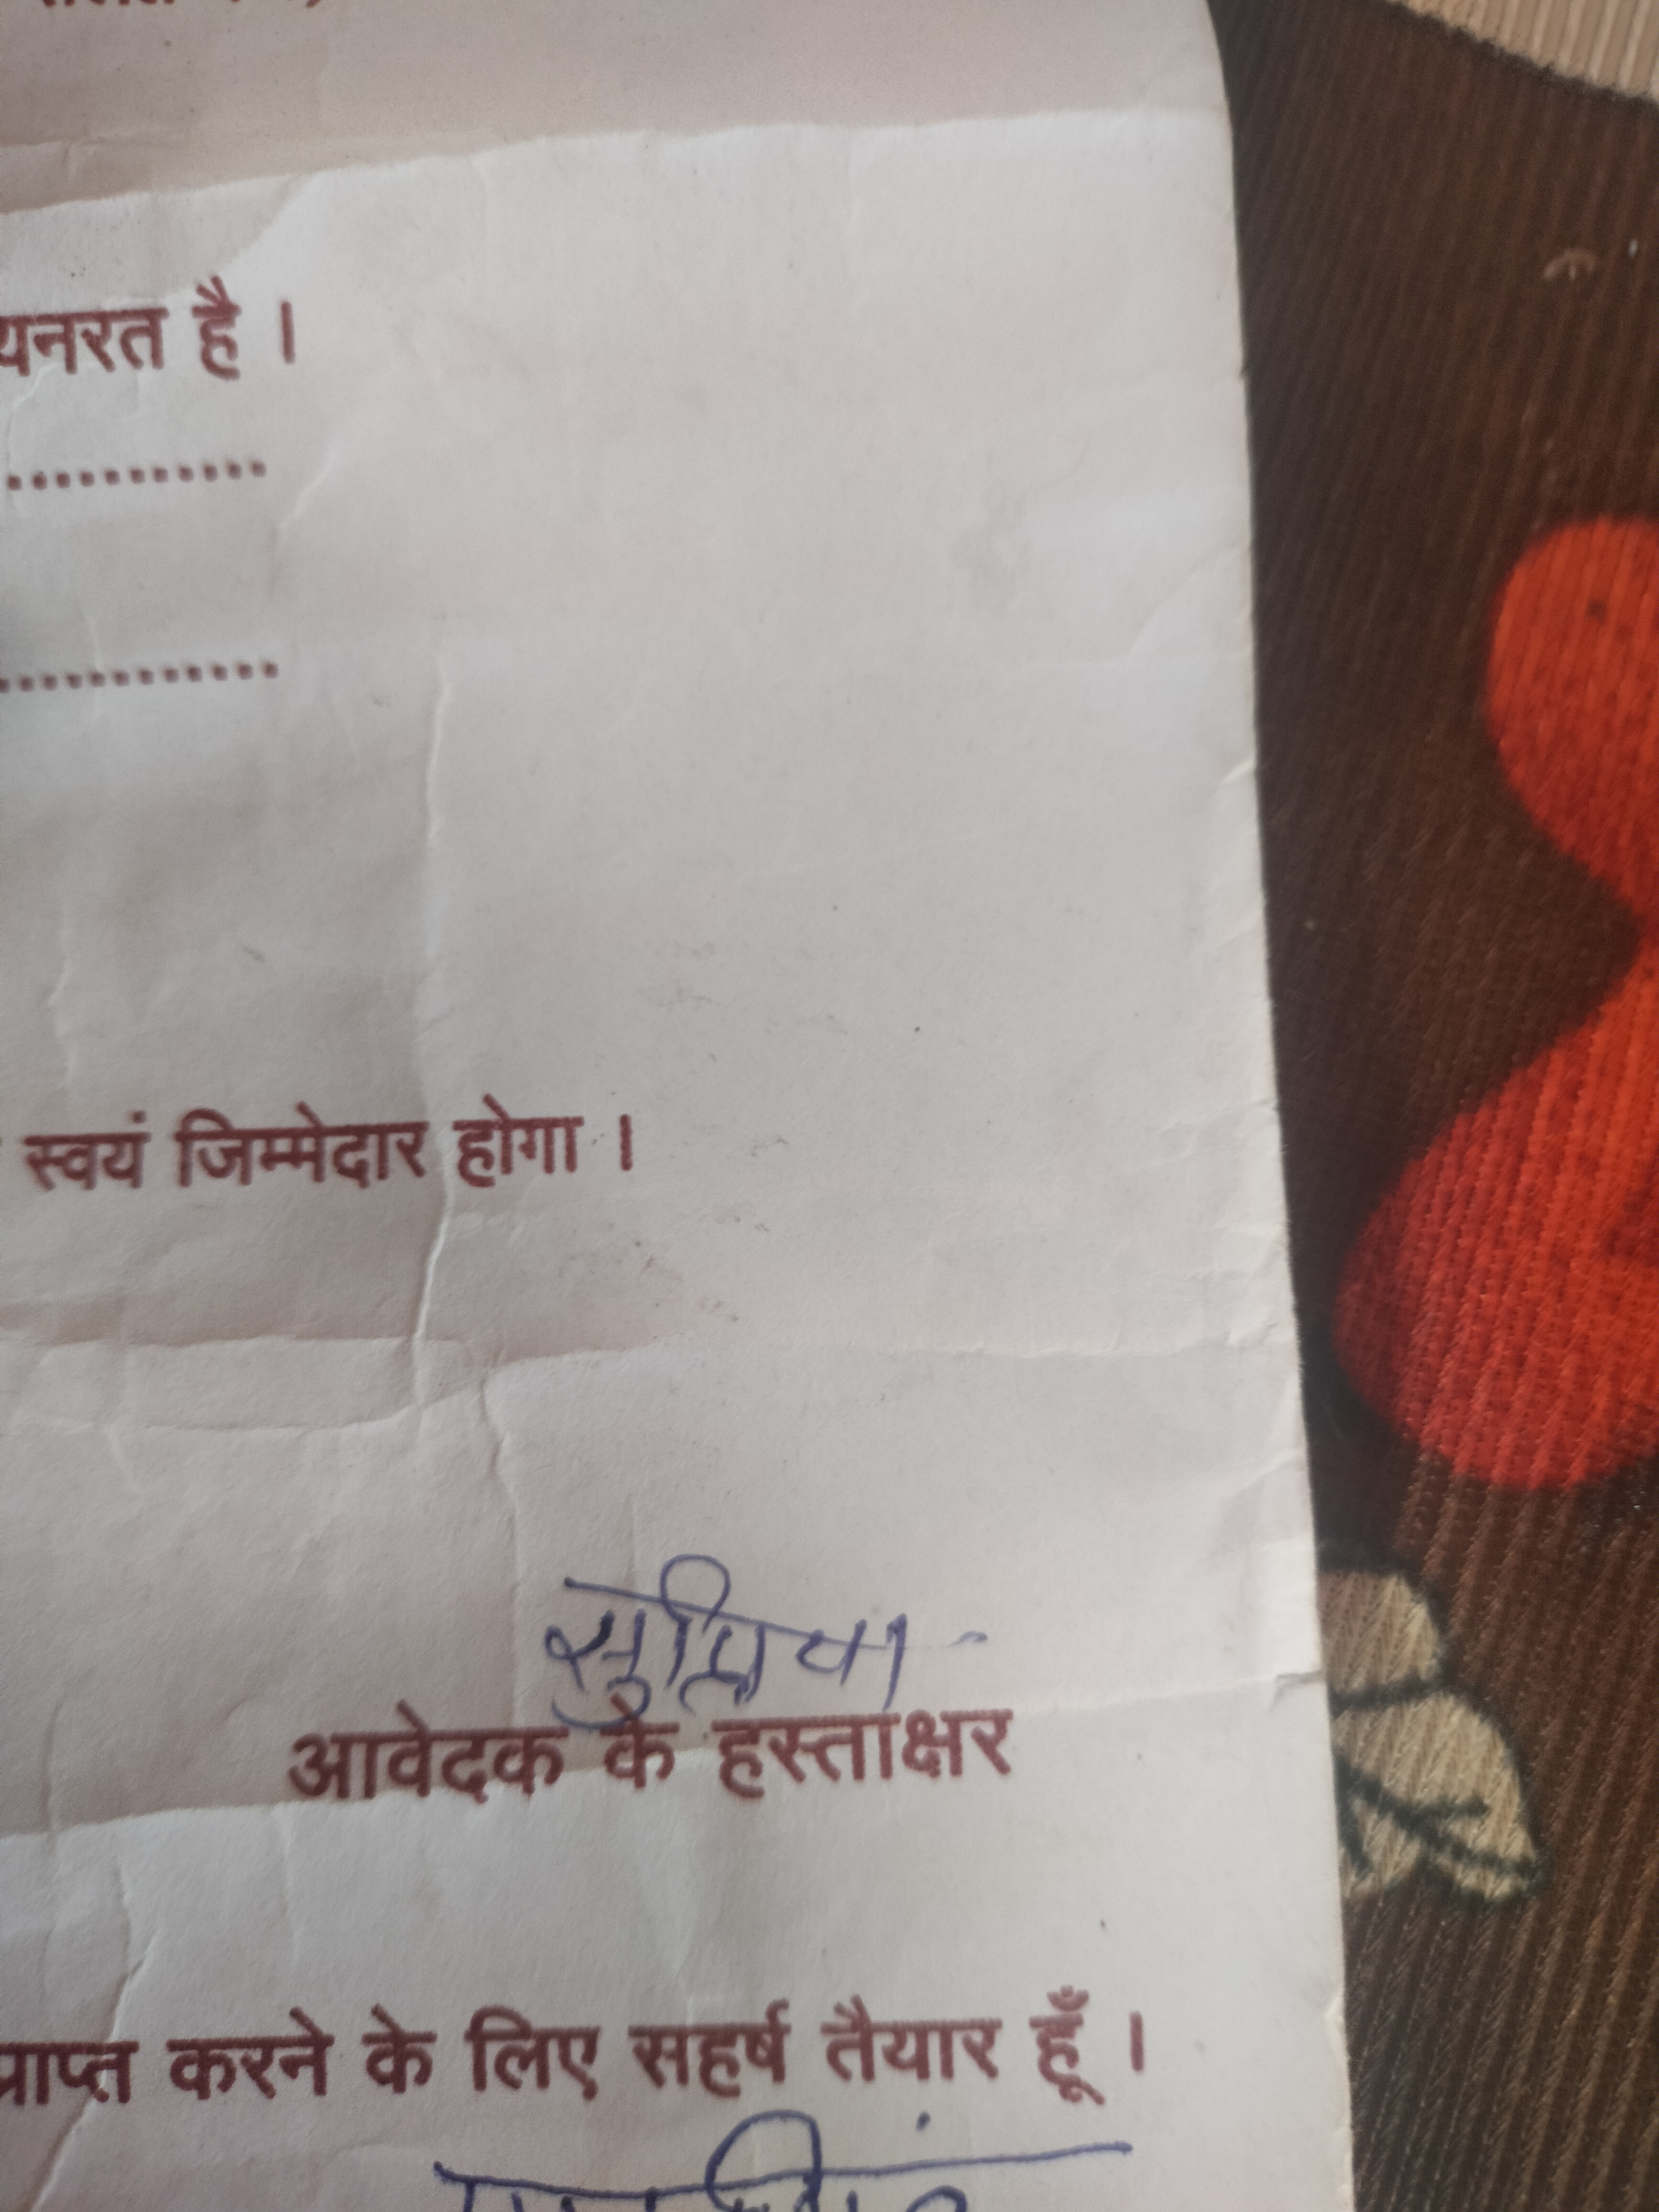 यनरत है ।
...........
............
स्वयं जिम्मेदार होगा ।
सुप्रिया
आवेदक के हस्ताक्षर
प्राप्त करने के लिए सहर्ष तैयार हूँ ।